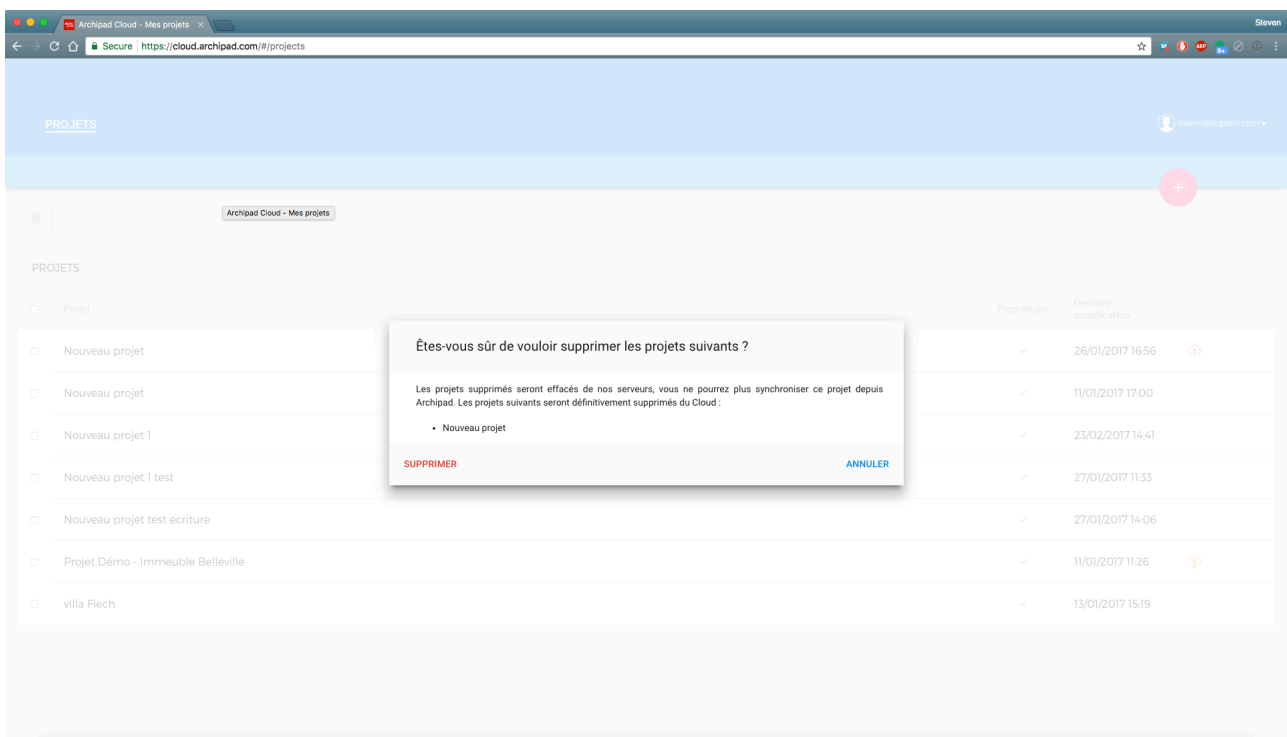 Archipad Cloud - Mes projets
Steven
Secure https://cloud.archipad.com/#/projects
ABP
9+
PROJETS
steven@bigsool.com
+
Archipad Cloud - Mes projets
PROJETS
Projet Propriétaire Dernière
modification
Êtes-vous sûr de vouloir supprimer les projets suivants ?
Nouveau projet 26/01/2017 16:56
Les projets supprimés seront effacés de nos serveurs, vous ne pourrez plus synchroniser ce projet depuis
Archipad. Les projets suivants seront définitivement supprimés du Cloud :
Nouveau projet 11/01/2017 17:00
• Nouveau projet
Nouveau projet 1 23/02/2017 14:41
SUPPRIMER ANNULER
Nouveau projet 1 test 27/01/2017 11:33
Nouveau projet test ecriture 27/01/2017 14:06
Projet Démo - Immeuble Belleville 11/01/2017 11:26
villa Flech 13/01/2017 15:19